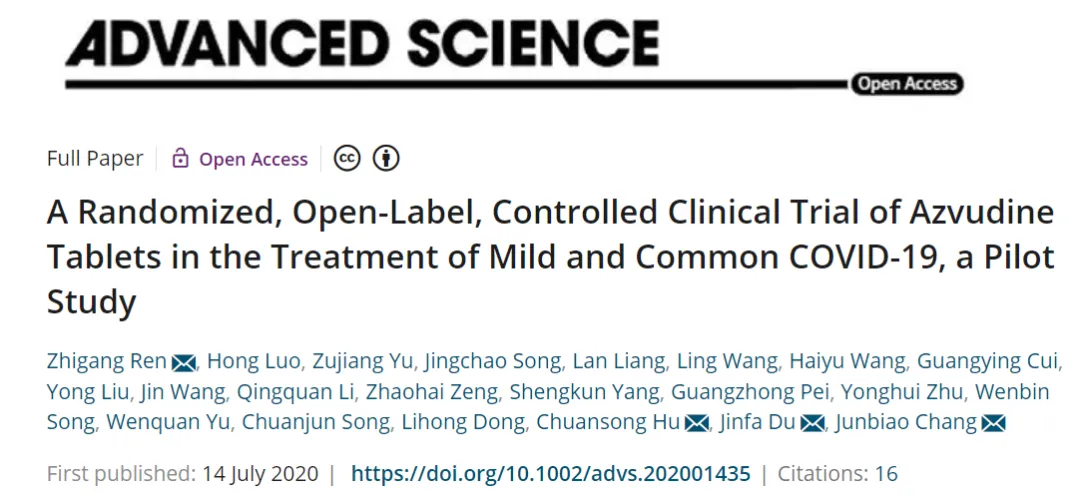 ADVANCED SCIENCE
Open Access
Full Paper Open Access cc
A Randomized, Open-Label, Controlled Clinical Trial of Azvudine
Tablets in the Treatment of Mild and Common COVID-19, a Pilot
Study
Zhigang Ren, Hong Luo, Zujiang Yu, Jingchao Song, Lan Liang, Ling Wang, Haiyu Wang, Guangying Cui,
Yong Liu, Jin Wang, Qingquan Li, Zhaohai Zeng, Shengkun Yang, Guangzhong Pei, Yonghui Zhu, Wenbin
Song, Wenquan Yu, Chuanjun Song, Lihong Dong, Chuansong Hu, Jinfa Du, Junbiao Chang
First published: 14 July 2020 | https://doi.org/10.1002/advs.202001435 | Citations: 16